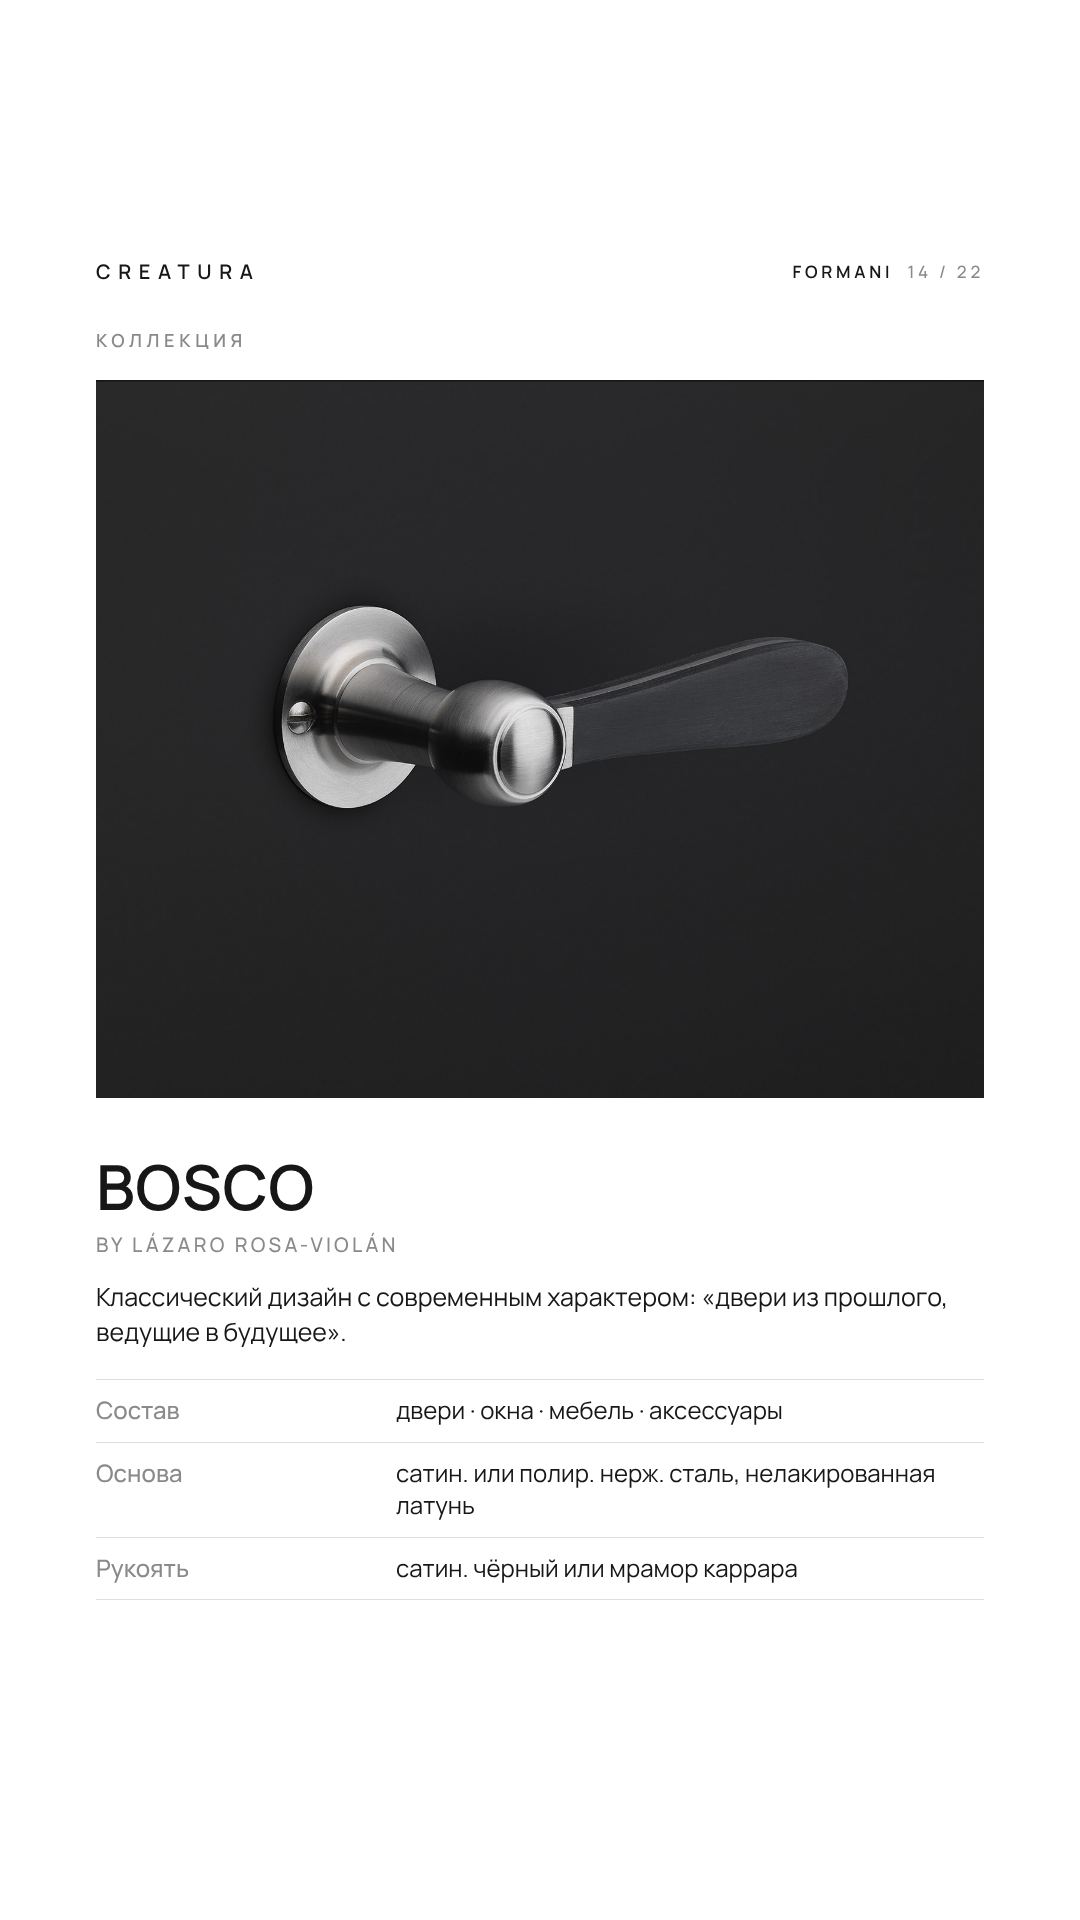 CREATURA
FORMANI 14 / 22
КОЛЛЕКЦИЯ
BOSCO
BY LÁZARO ROSA-VIOLÁN
Классический дизайн с современным характером: «двери из прошлого,
ведущие в будущее».
Состав двери · окна · мебель · аксессуары
Основа сатин. или полир. нерж. сталь, нелакированная
латунь
Рукоять сатин. чёрный или мрамор каррара